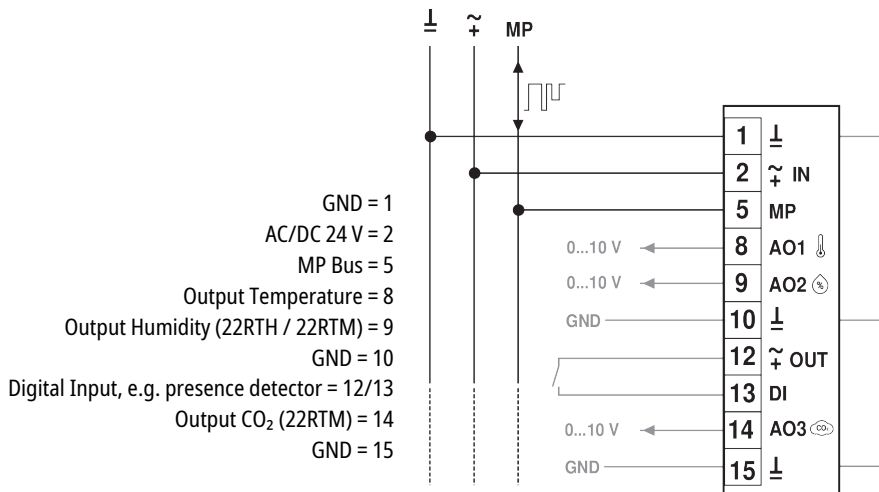 MP
GND = 1
AC/DC 24 V = 2
MP Bus = 5
Output Temperature = 8
Output Humidity (22RTH / 22RTM) = 9
GND = 10
Digital Input, e.g. presence detector = 12/13
Output CO₂ (22RTM) = 14
GND = 15
1
2 IN
5 MP
0...10 V 8 AO1
0...10 V 9 AO2 %
GND 10
12 OUT
13 DI
0...10 V 14 AO3 CO₂
GND 15